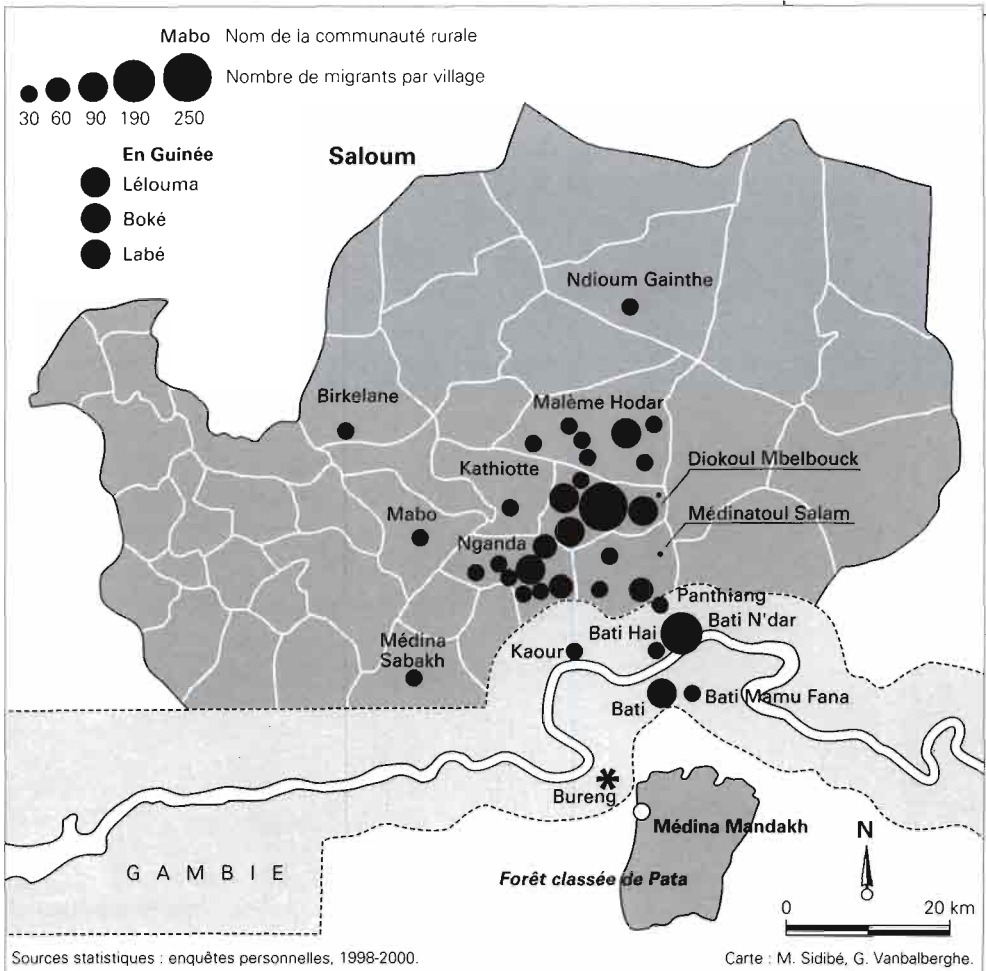 Mabo Nom de la communauté rurale
Nombre de migrants par village
30 60 90 190 250
En Guinée
Lélouma
Boké
Labé
Saloum
Ndioum Gainthe
Birkelane
Malème Hodar
Kathiotte
Diokoul Mbelbouck
Mabo
Médinatoul Salam
Nganda
Panthiang
Bati N'dar
Bati Hai
Médina
Sabakh
Kaour
Bati Mamu Fana
Bati
Bureng
Médina Mandakh
N
GAMBIE
Forêt classée de Pata
0 20 km
Sources statistiques : enquêtes personnelles, 1998-2000.
Carte : M. Sidibé, G. Vanbalberghe.